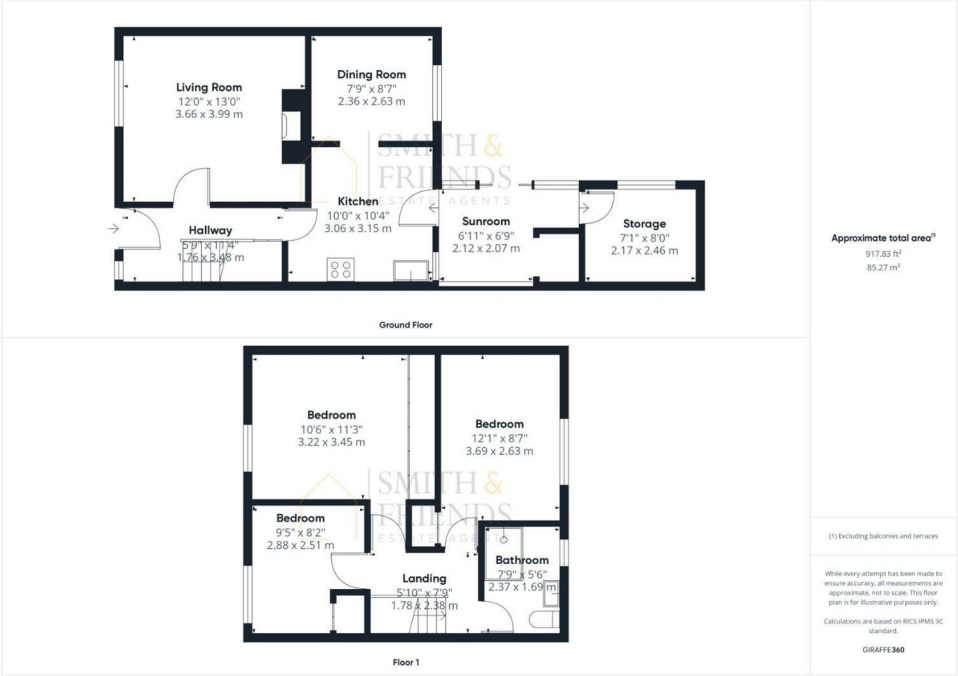 Living Room
12'0" x 13'0"
3.66 x 3.99 m
Dining Room
7'9" x 8'7"
2.36 x 2.63 m
SMITH &
FRIENDS
ESTATE AGENTS
Kitchen
10'0" x 10'4"
3.06 x 3.15 m
Hallway
5'9" x 11'4"
1.76 x 3.48 m
Sunroom
6'11" x 6'9"
2.12 x 2.07 m
Storage
7'1" x 8'0"
2.17 x 2.46 m
Ground Floor
Bedroom
10'6" x 11'3"
3.22 x 3.45 m
Bedroom
12'1" x 8'7"
3.69 x 2.63 m
SMITH &
FRIENDS
ESTATE AGENTS
Bedroom
9'5" x 8'2"
2.88 x 2.51 m
Bathroom
7'9" x 5'6"
2.37 x 1.69 m
Landing
5'10" x 7'9"
1.78 x 2.38 m
Floor 1
Approximate total area(1)
917.83 ft²
85.27 m²
(1) Excluding balconies and terraces
While every attempt has been made to
ensure accuracy, all measurements are
approximate, not to scale. This floor
plan is for illustrative purposes only.
Calculations are based on RICS IPMS 3C
standard.
GIRAFFE360